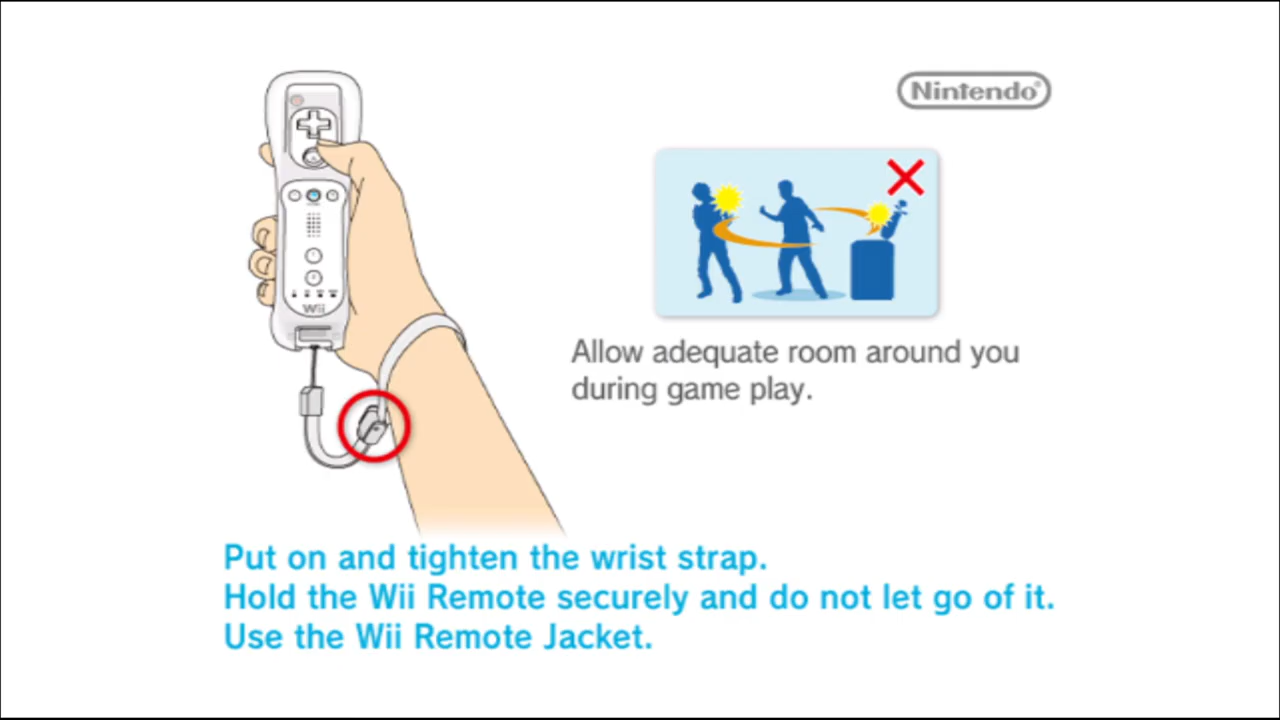 Nintendo®
Wii
Allow adequate room around you
during game play.
Put on and tighten the wrist strap.
Hold the Wii Remote securely and do not let go of it.
Use the Wii Remote Jacket.